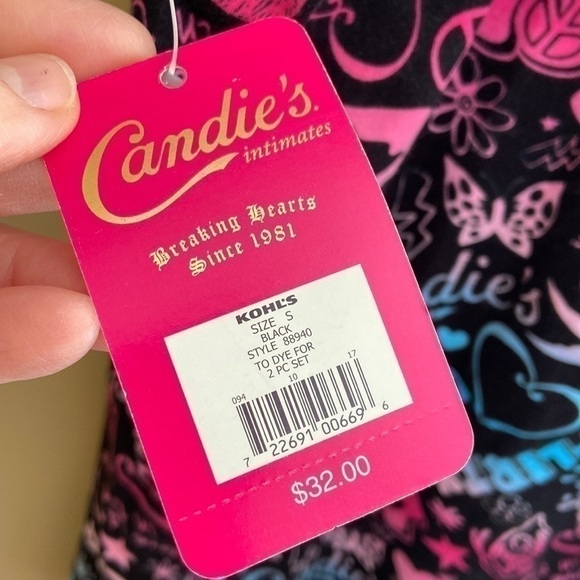 Candie's
intimates
Breaking Hearts
Since 1981
KOHL'S
SIZE S
BLACK
STYLE 88940
TO DYE FOR
2 PC SET
094 10 17
7 22691 00669 6
$32.00
die's